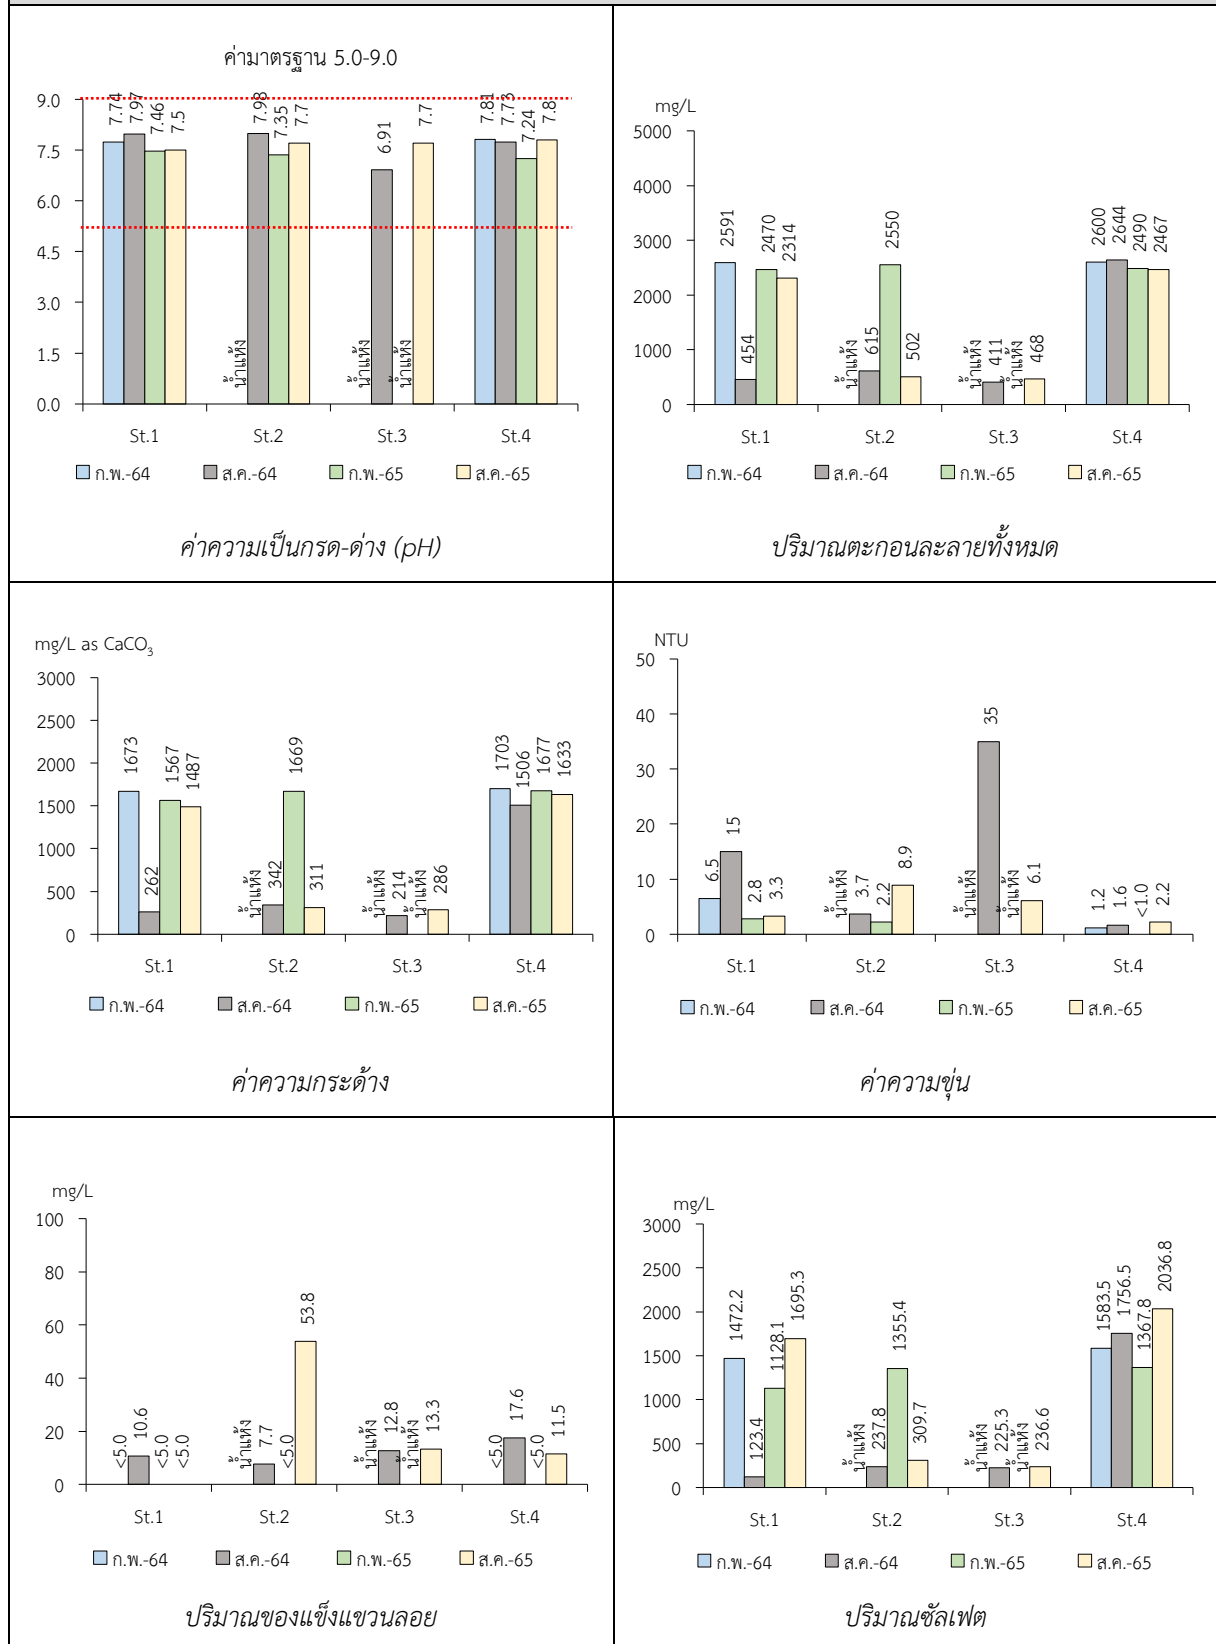 ค่ามาตรฐาน 5.0-9.0
9.0
7.5
6.0
4.5
3.0
1.5
0.0
7.74 7.97 7.46 7.5
น้ำแห้ง 7.98 7.35 7.7
น้ำแห้ง 6.91 น้ำแห้ง 7.7
7.81 7.73 7.24 7.8
St.1 St.2 St.3 St.4
ก.พ.-64 ส.ค.-64 ก.พ.-65 ส.ค.-65
ค่าความเป็นกรด-ด่าง (pH)
mg/L
5000
4000
3000
2000
1000
0
2591 454 2470 2314
น้ำแห้ง 615 2550 502
น้ำแห้ง 411 น้ำแห้ง 468
2600 2644 2490 2467
St.1 St.2 St.3 St.4
ก.พ.-64 ส.ค.-64 ก.พ.-65 ส.ค.-65
ปริมาณตะกอนละลายทั้งหมด
mg/L as CaCO3
3000
2500
2000
1500
1000
500
0
1673 262 1567 1487
น้ำแห้ง 342 1669 311
น้ำแห้ง 214 น้ำแห้ง 286
1703 1506 1677 1633
St.1 St.2 St.3 St.4
ก.พ.-64 ส.ค.-64 ก.พ.-65 ส.ค.-65
ค่าความกระด้าง
NTU
50
40
30
20
10
0
6.5 15 2.8 3.3
น้ำแห้ง 3.7 2.2 8.9
น้ำแห้ง 35 น้ำแห้ง 6.1
1.2 1.6 <1.0 2.2
St.1 St.2 St.3 St.4
ก.พ.-64 ส.ค.-64 ก.พ.-65 ส.ค.-65
ค่าความขุ่น
mg/L
100
80
60
40
20
0
<5.0 10.6 <5.0 <5.0
น้ำแห้ง 7.7 <5.0 53.8
น้ำแห้ง 12.8 น้ำแห้ง 13.3
<5.0 17.6 <5.0 11.5
St.1 St.2 St.3 St.4
ก.พ.-64 ส.ค.-64 ก.พ.-65 ส.ค.-65
ปริมาณของแข็งแขวนลอย
mg/L
3000
2500
2000
1500
1000
500
0
1472.2 123.4 1128.1 1695.3
น้ำแห้ง 237.8 1355.4 309.7
น้ำแห้ง 225.3 น้ำแห้ง 236.6
1583.5 1756.5 1367.8 2036.8
St.1 St.2 St.3 St.4
ก.พ.-64 ส.ค.-64 ก.พ.-65 ส.ค.-65
ปริมาณซัลเฟต